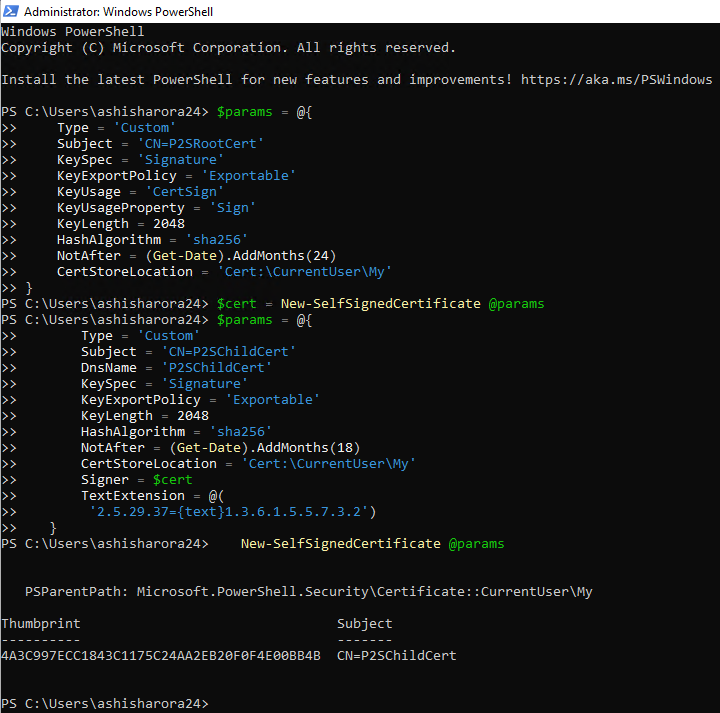 Administrator: Windows PowerShell
Windows PowerShell
Copyright (C) Microsoft Corporation. All rights reserved.
Install the latest PowerShell for new features and improvements! https://aka.ms/PSWindows
PS C:\Users\ashisharora24> $params = @{
>>     Type = 'Custom'
>>     Subject = 'CN=P2SRootCert'
>>     KeySpec = 'Signature'
>>     KeyExportPolicy = 'Exportable'
>>     KeyUsage = 'CertSign'
>>     KeyUsageProperty = 'Sign'
>>     KeyLength = 2048
>>     HashAlgorithm = 'sha256'
>>     NotAfter = (Get-Date).AddMonths(24)
>>     CertStoreLocation = 'Cert:\CurrentUser\My'
>> }
PS C:\Users\ashisharora24> $cert = New-SelfSignedCertificate @params
PS C:\Users\ashisharora24> $params = @{
>>        Type = 'Custom'
>>        Subject = 'CN=P2SChildCert'
>>        DnsName = 'P2SChildCert'
>>        KeySpec = 'Signature'
>>        KeyExportPolicy = 'Exportable'
>>        KeyLength = 2048
>>        HashAlgorithm = 'sha256'
>>        NotAfter = (Get-Date).AddMonths(18)
>>        CertStoreLocation = 'Cert:\CurrentUser\My'
>>        Signer = $cert
>>        TextExtension = @(
>>         '2.5.29.37={text}1.3.6.1.5.5.7.3.2')
>>    }
PS C:\Users\ashisharora24>    New-SelfSignedCertificate @params
PSParentPath: Microsoft.PowerShell.Security\Certificate::CurrentUser\My
Thumbprint                                Subject
----------                                -------
4A3C997ECC1843C1175C24AA2EB20F0F4E00BB4B  CN=P2SChildCert
PS C:\Users\ashisharora24>